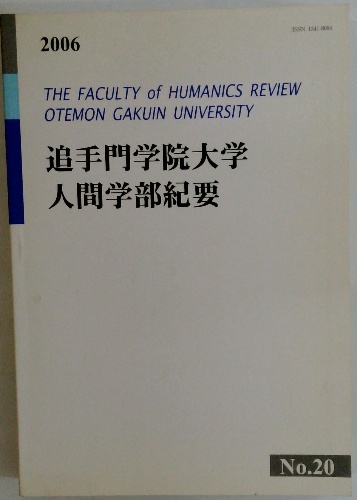 2006
THE FACULTY of HUMANICS REVIEW
OTEMON GAKUIN UNIVERSITY
追手門学院大学
人間学部紀要
No.20